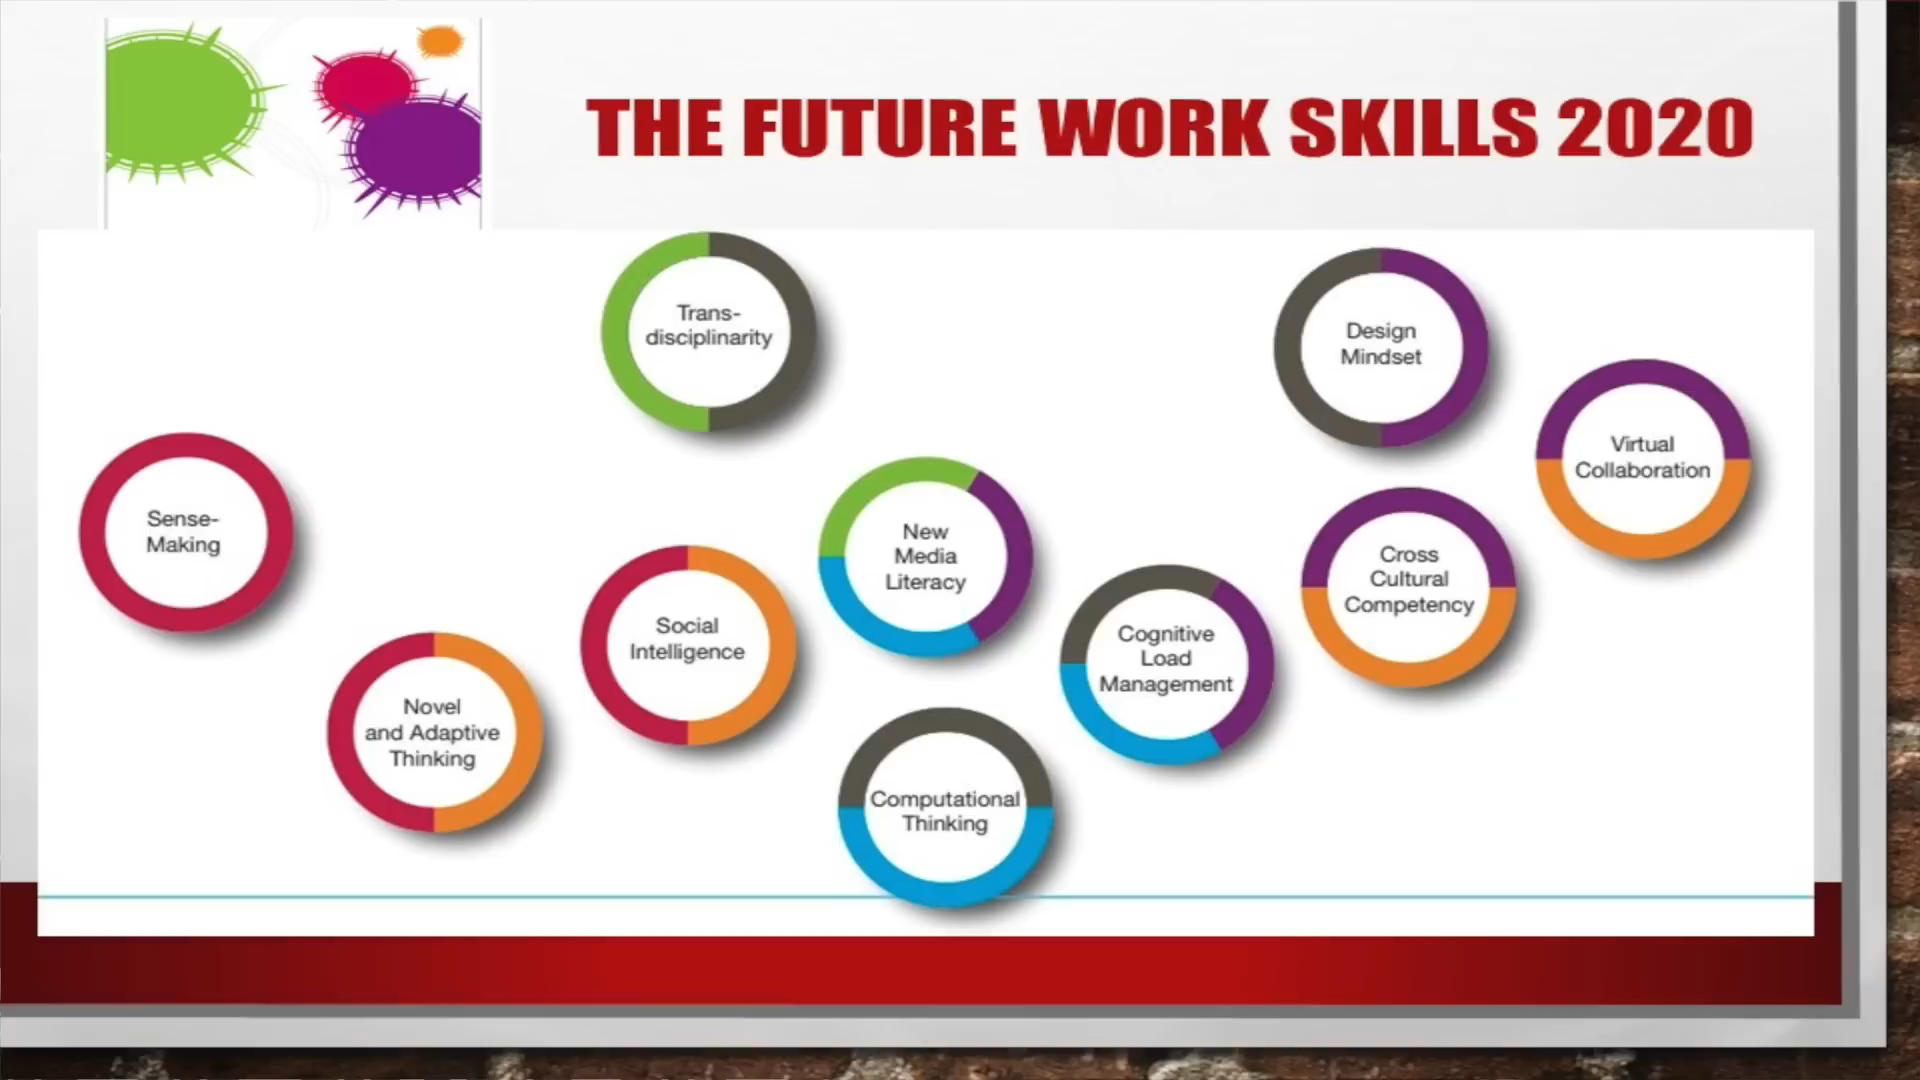 THE FUTURE WORK SKILLS 2020
Trans-
disciplinarity
Design
Mindset
Virtual
Collaboration
Sense-
Making
New
Media
Literacy
Cross
Cultural
Competency
Social
Intelligence
Cognitive
Load
Management
Novel
and Adaptive
Thinking
Computational
Thinking